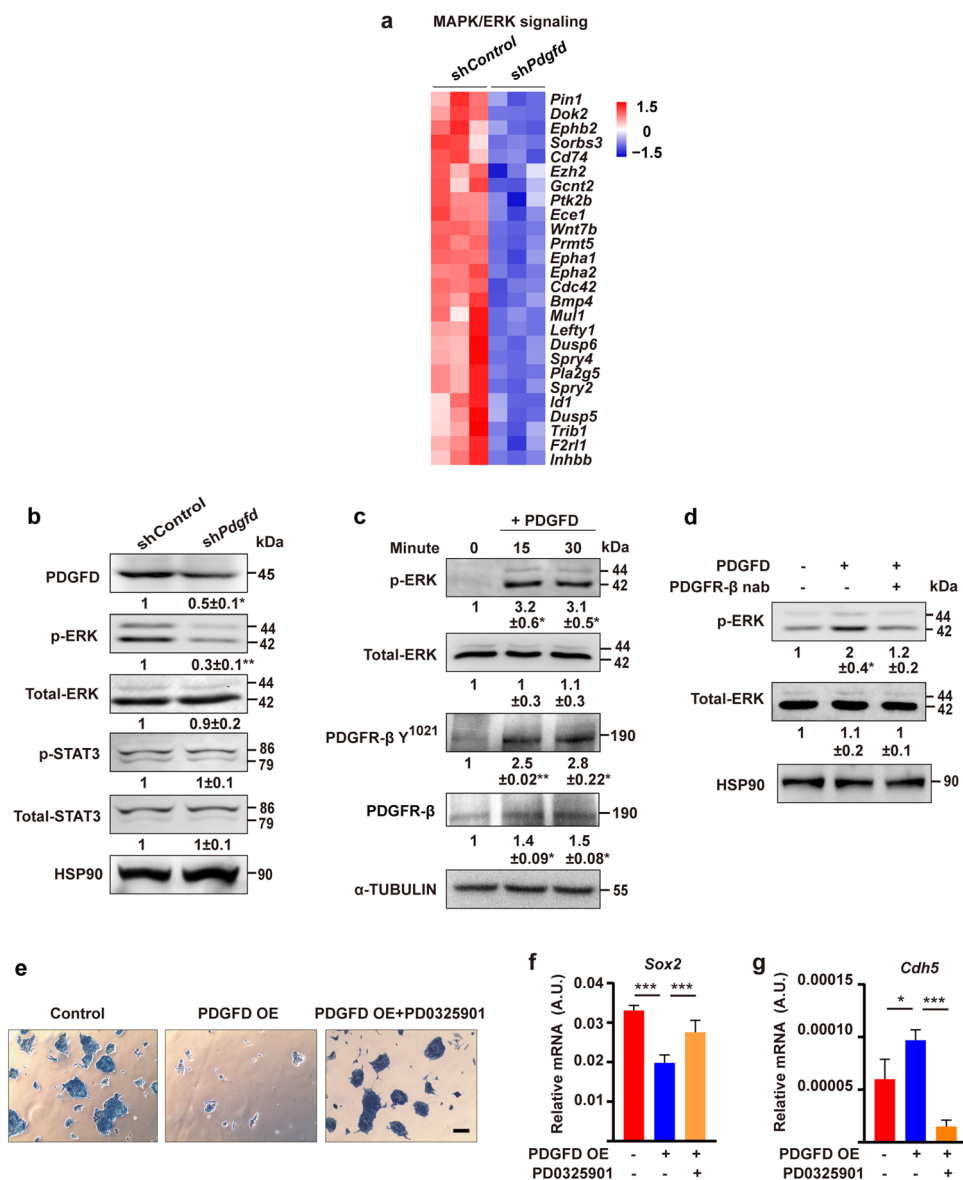 a MAPK/ERK signaling
shControl shPdgfd
Pin1
Dok2
Ephb2
Sorbs3
Cd74
Ezh2
Gcnt2
Ptk2b
Ece1
Wnt7b
Prmt5
Epha1
Epha2
Cdc42
Bmp4
Mul1
Lefty1
Dusp6
Spry4
Pla2g5
Spry2
Id1
Dusp5
Trib1
F2rl1
Inhbb
1.5
0
−1.5
b
shControl shPdgfd kDa
PDGFD 45
1 0.5±0.1*
p-ERK 44
42
1 0.3±0.1**
Total-ERK 44
42
1 0.9±0.2
p-STAT3 86
79
1 1±0.1
Total-STAT3 86
79
1 1±0.1
HSP90 90
c
+ PDGFD
Minute 0 15 30 kDa
p-ERK 44
42
1 3.2 3.1
±0.6* ±0.5*
Total-ERK 44
42
1 1 1.1
±0.3 ±0.3
PDGFR-β Y1021 190
1 2.5 2.8
±0.02** ±0.22*
PDGFR-β 190
1 1.4 1.5
±0.09* ±0.08*
α-TUBULIN 55
d
PDGFD - + +
PDGFR-β nab - - + kDa
p-ERK 44
42
1 2 1.2
±0.4* ±0.2
Total-ERK 44
42
1 1.1 1
±0.2 ±0.1
HSP90 90
e
Control PDGFD OE PDGFD OE+PD0325901
f
Sox2
Relative mRNA (A.U.)
0.04
0.03
0.02
0.01
*** ***
PDGFD OE - + +
PD0325901 - - +
g
Cdh5
Relative mRNA (A.U.)
0.00015
0.00010
0.00005
* ***
PDGFD OE - + +
PD0325901 - - +